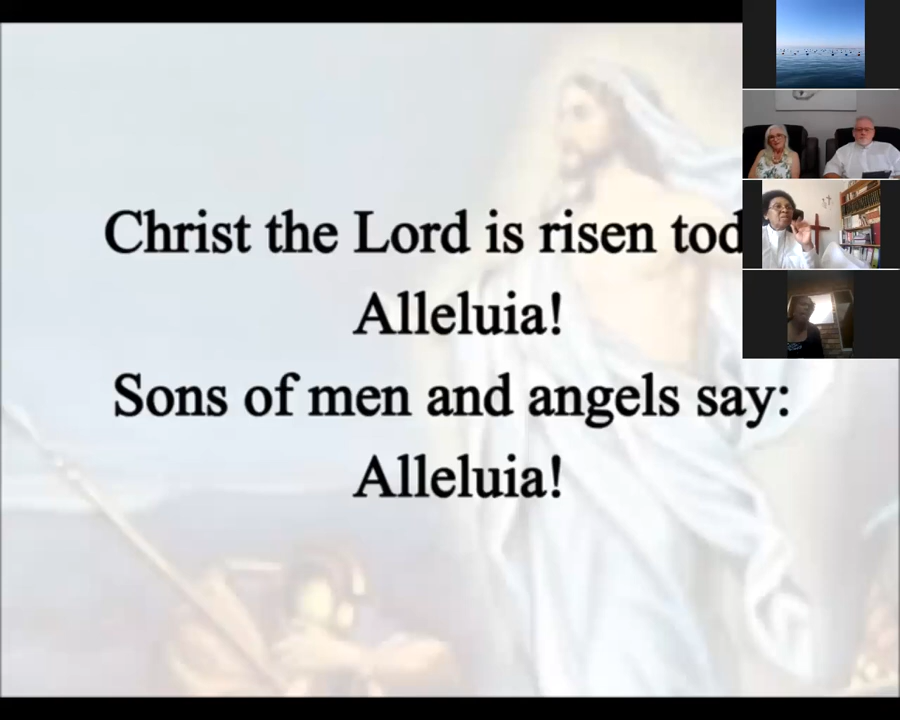 Christ the Lord is risen tod
Alleluia!
Sons of men and angels say:
Alleluia!